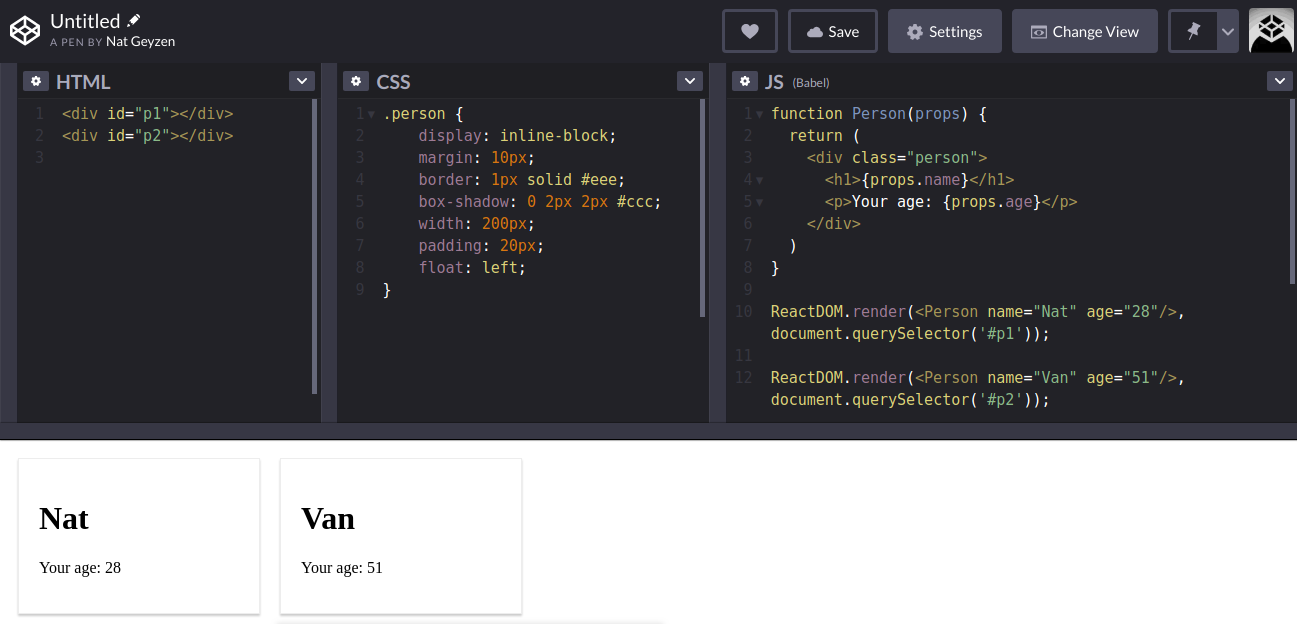 Untitled
A PEN BY Nat Geyzen
Save
Settings
Change View
HTML
1 <div id="p1"></div>
2 <div id="p2"></div>
3
CSS
1 .person {
2     display: inline-block;
3     margin: 10px;
4     border: 1px solid #eee;
5     box-shadow: 0 2px 2px #ccc;
6     width: 200px;
7     padding: 20px;
8     float: left;
9 }
JS (Babel)
1 function Person(props) {
2   return (
3     <div class="person">
4       <h1>{props.name}</h1>
5       <p>Your age: {props.age}</p>
6     </div>
7   )
8 }
9
10 ReactDOM.render(<Person name="Nat" age="28"/>,
document.querySelector('#p1'));
11
12 ReactDOM.render(<Person name="Van" age="51"/>,
document.querySelector('#p2'));
Nat
Your age: 28
Van
Your age: 51